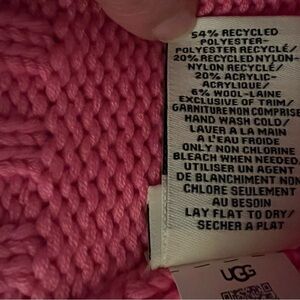 54% RECYCLED
POLYESTER-
POLYESTER RECYCLÉ/
20% RECYCLED NYLON-
NYLON RECYCLÉ/
20% ACRYLIC-
ACRYLIQUE/
6% WOOL-LAINE
EXCLUSIVE OF TRIM/
GARNITURE NON COMPRISE
HAND WASH COLD/
LAVER A LA MAIN
A L'EAU FROIDE
ONLY NON CHLORINE
BLEACH WHEN NEEDED/
UTILISER UN AGENT
DE BLANCHIMENT NON
CHLORE SEULEMENT
AU BESOIN
LAY FLAT TO DRY/
SECHER A PLAT
UGG